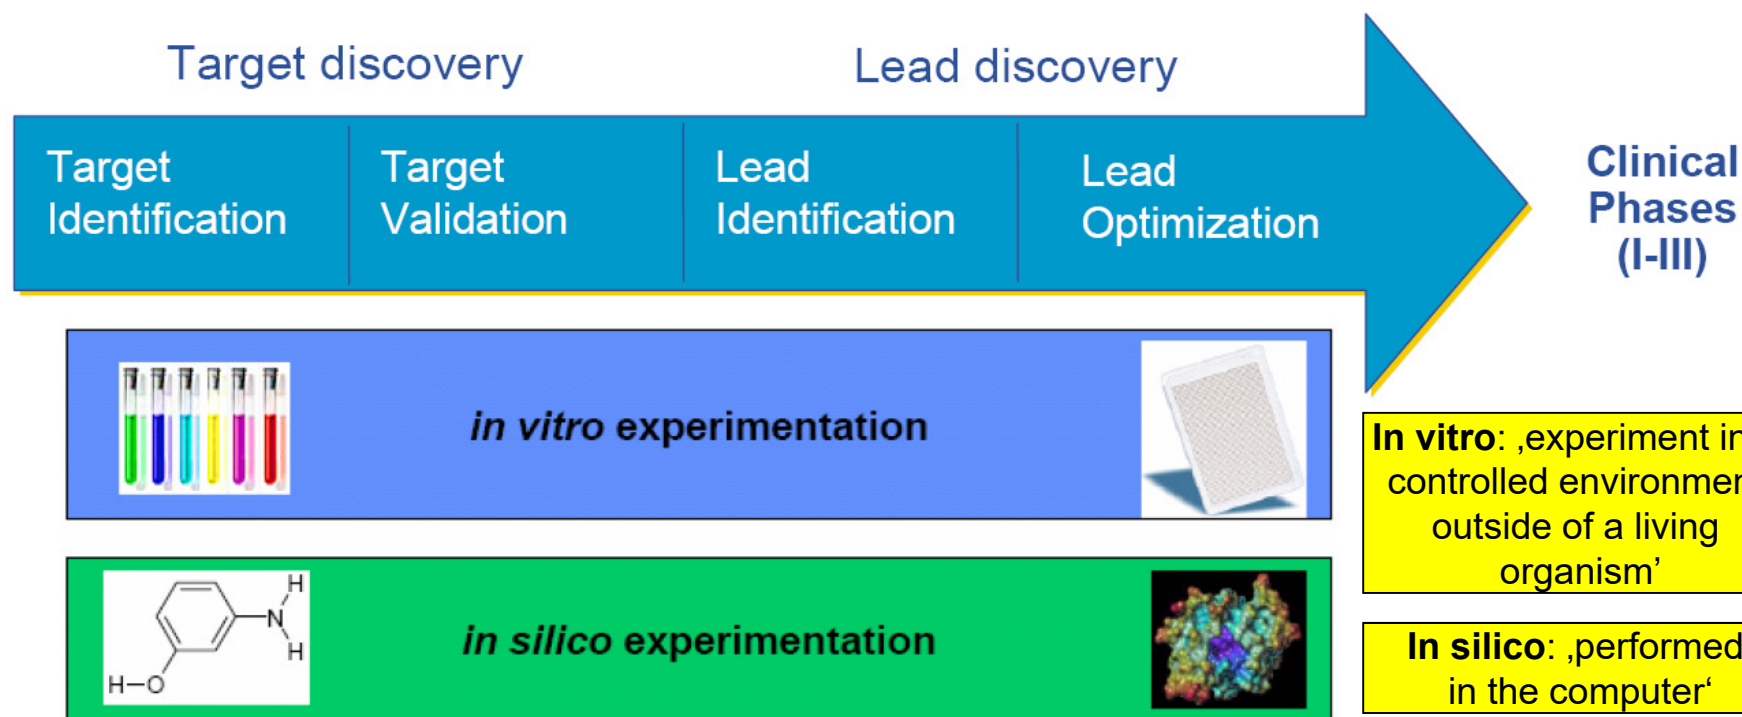 Target discovery
Lead discovery
Target
Identification
Target
Validation
Lead
Identification
Lead
Optimization
Clinical
Phases
(I-III)
in vitro experimentation
In vitro: ‚experiment in
controlled environmen
outside of a living
organism’
H
N
H
H-O
in silico experimentation
In silico: ‚performed
in the computer‘